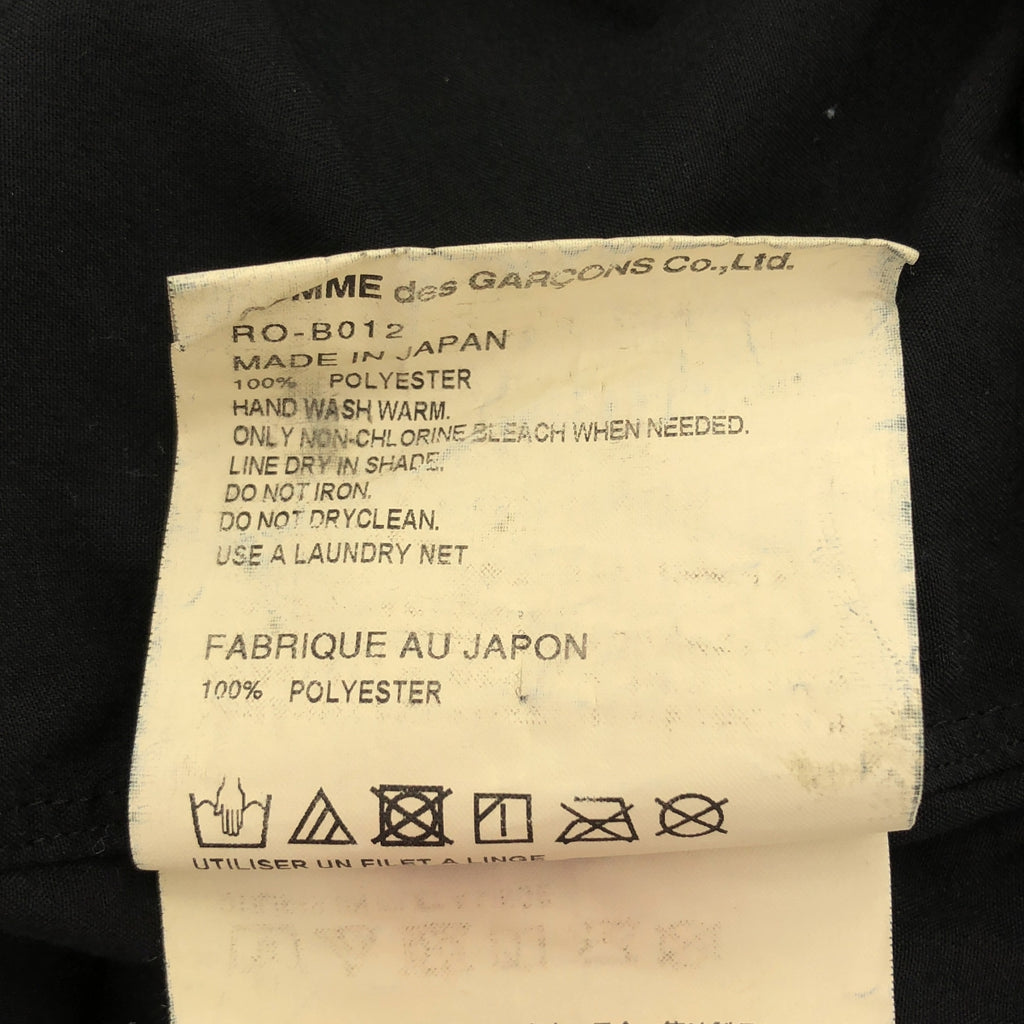 COMME des GARÇONS Co.,Ltd.
RO-B012
MADE IN JAPAN
100% POLYESTER
HAND WASH WARM.
ONLY NON-CHLORINE BLEACH WHEN NEEDED.
LINE DRY IN SHADE.
DO NOT IRON.
DO NOT DRYCLEAN.
USE A LAUNDRY NET
FABRIQUE AU JAPON
100% POLYESTER
UTILISER UN FILET A LINGE